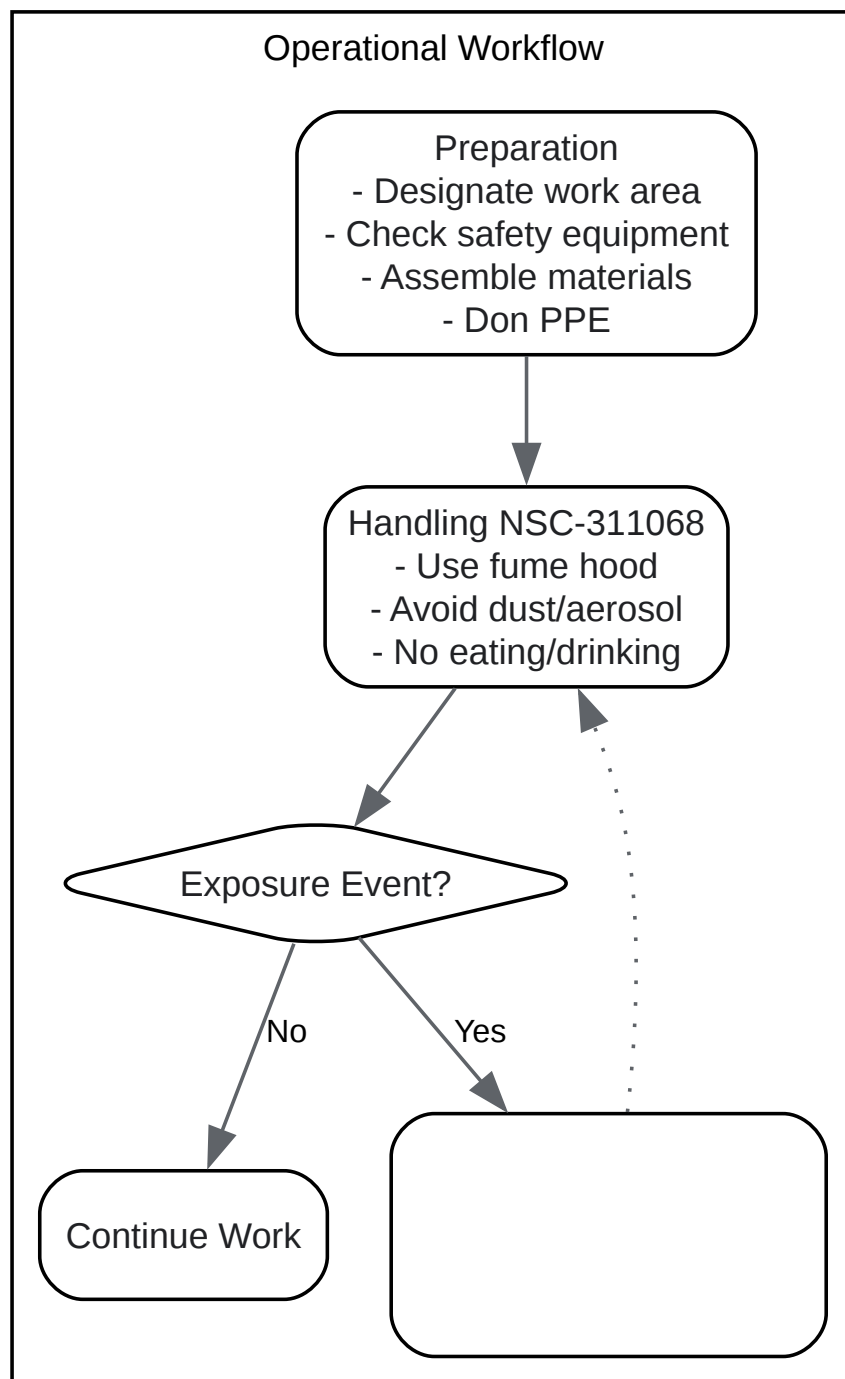 Operational Workflow
Preparation
- Designate work area
- Check safety equipment
- Assemble materials
- Don PPE
Handling NSC-311068
- Use fume hood
- Avoid dust/aerosol
- No eating/drinking
Exposure Event?
No
Yes
Continue Work